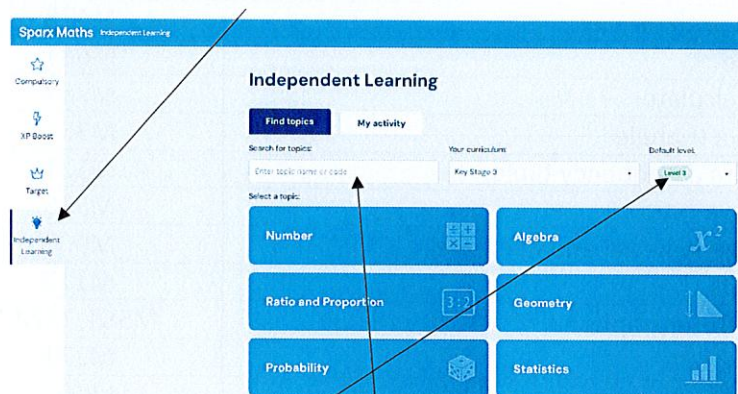 Sparx Maths Independent Learning
Compulsory
XP Boost
Target
Independent
Learning
Independent Learning
Find topics
My activity
Search for topics:
Your curriculum:
Default level:
Enter topic name or code
Key Stage 3
Level 3
Select a topic:
Number
Algebra
x²
Ratio and Proportion
3:2
Geometry
Probability
Statistics